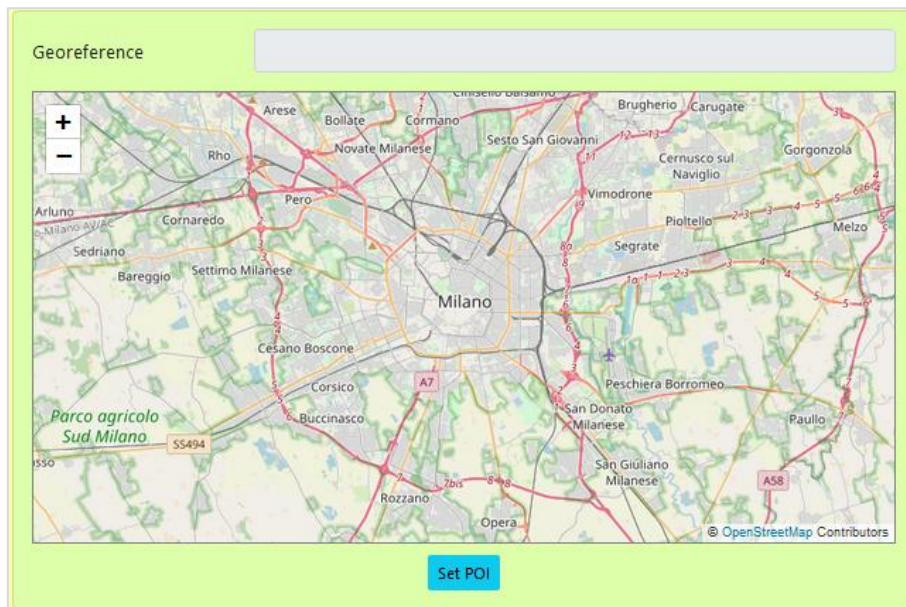 Georeference
Cinisello Balsamo
Brugherio
Carugate
Arese
Bollate
Cormano
Sesto San Giovanni
Gorgonzola
Novate Milanese
Rho
Cernusco sul
Naviglio
Pero
Vimodrone
Arluno
Cornaredo
Pioltello
Melzo
Sedriano
Segrate
Bareggio
Settimo Milanese
Milano
Cesano Boscone
Corsico
A7
Peschiera Borromeo
Parco agricolo
Sud Milano
Buccinasco
San Donato
Milanese
Paullo
SS494
San Giuliano
Milanese
A58
Rozzano
7bis
Opera
© OpenStreetMap Contributors
Set POI